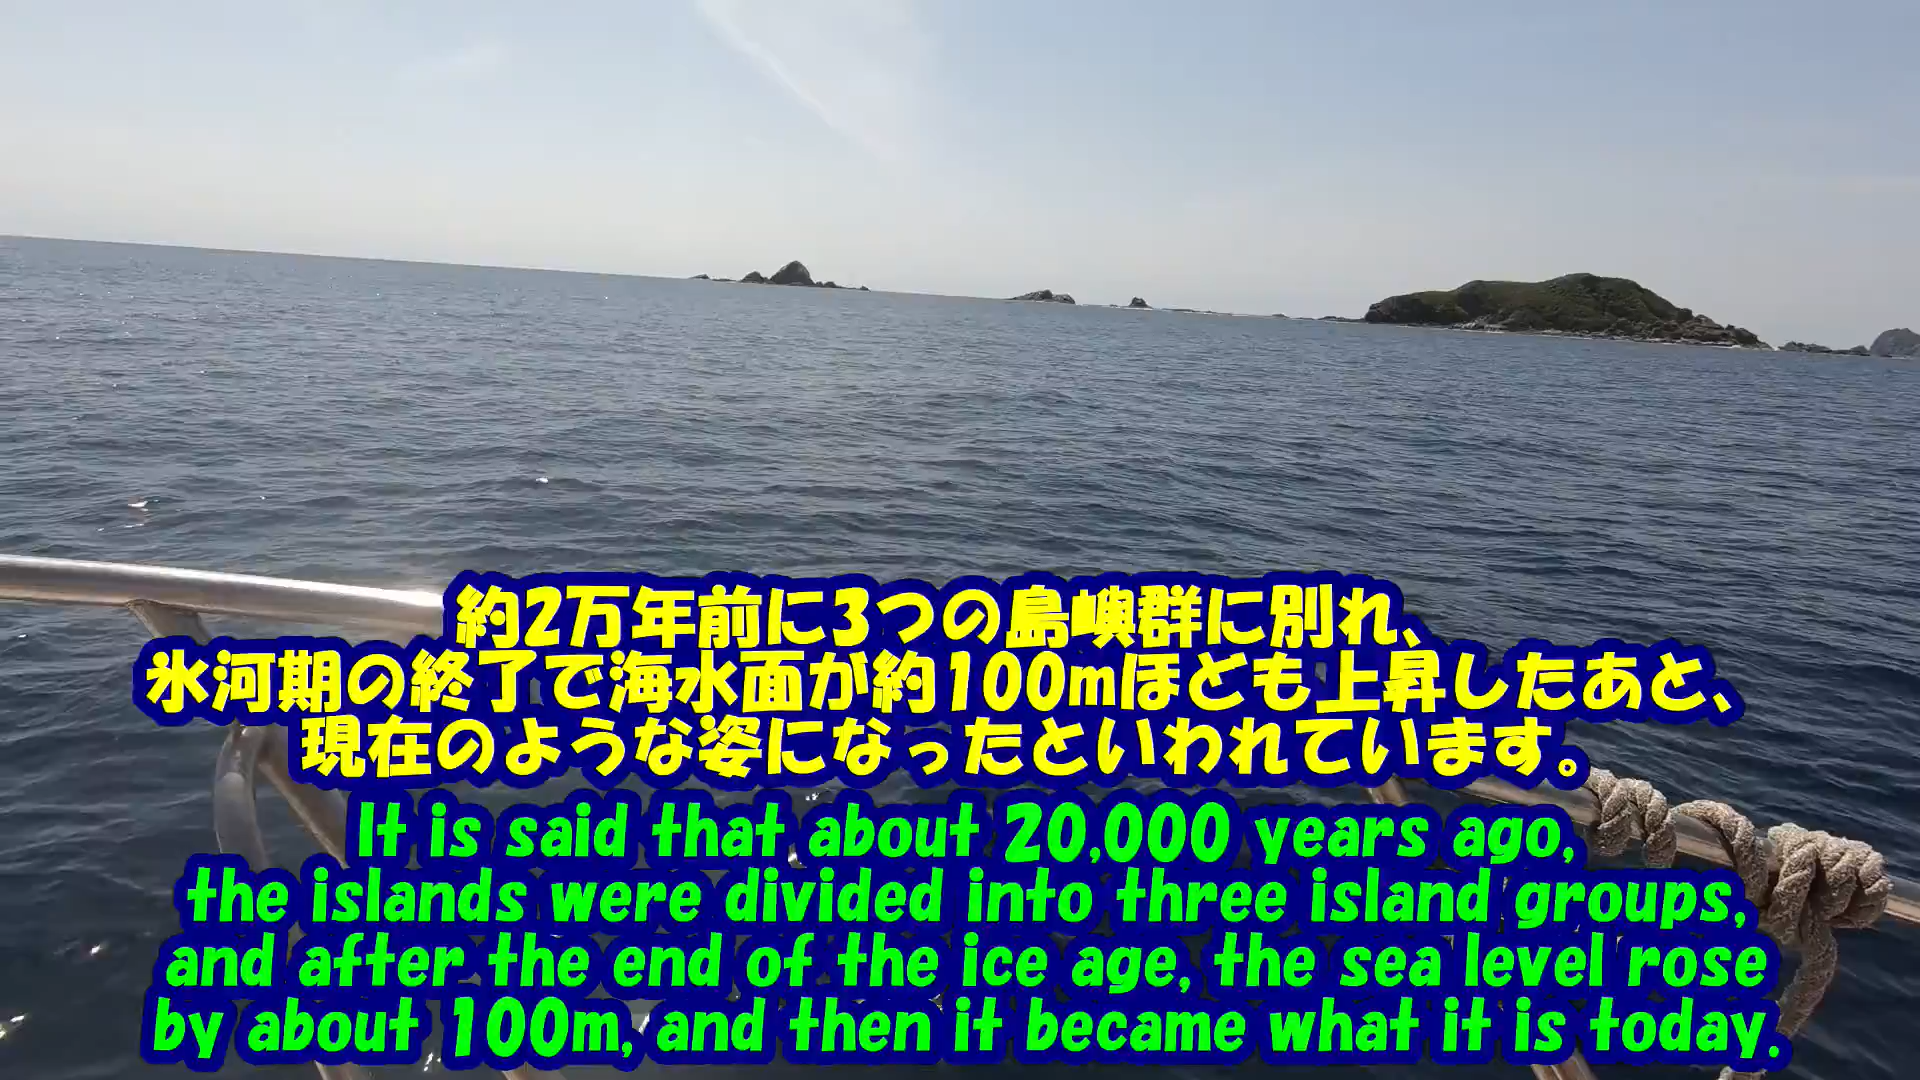 約2万年前に3つの島嶼群に別れ、
氷河期の終了で海水面が約100mほども上昇したあと、
現在のような姿になったといわれています。
It is said that about 20,000 years ago,
the islands were divided into three island groups,
and after the end of the ice age, the sea level rose
by about 100m, and then it became what it is today.